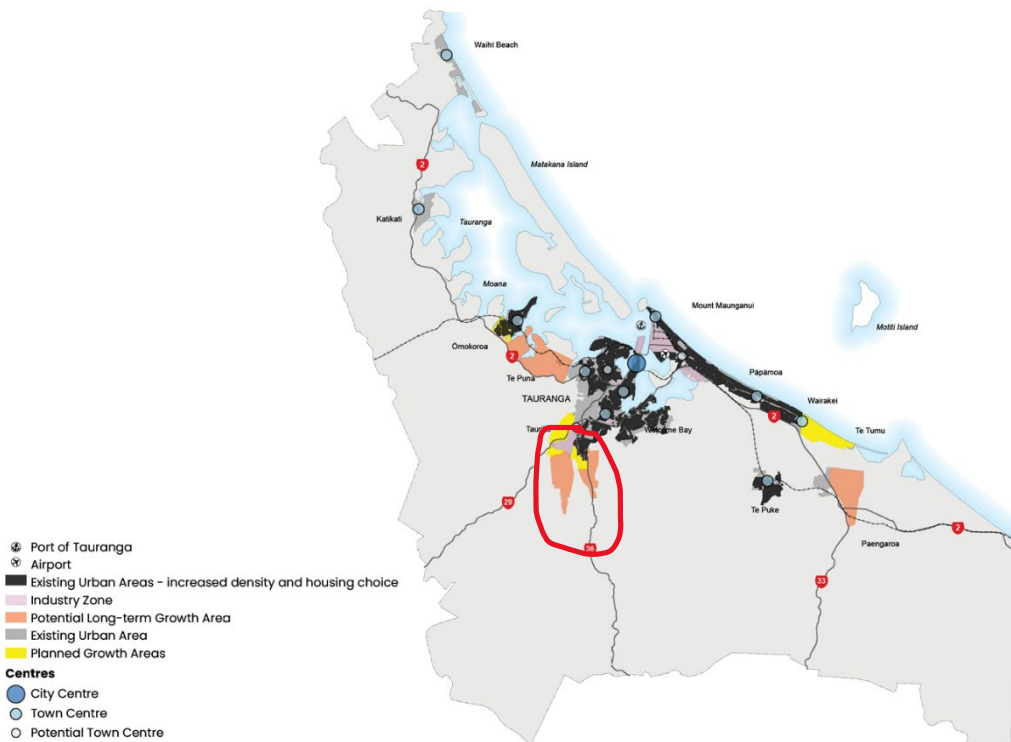 Waihī Beach
2
Matakana Island
Katikati
Tauranga
Moana
Mount Maunganui
Motiti Island
Ōmokoroa
2
Te Puna
Pāpāmoa
TAURANGA
Wairakei
2
Te Tumu
Welcome Bay
29
Te Puke
36
2
Paengaroa
33
Port of Tauranga
Airport
Existing Urban Areas - increased density and housing choice
Industry Zone
Potential Long-term Growth Area
Existing Urban Area
Planned Growth Areas
Centres
City Centre
Town Centre
Potential Town Centre